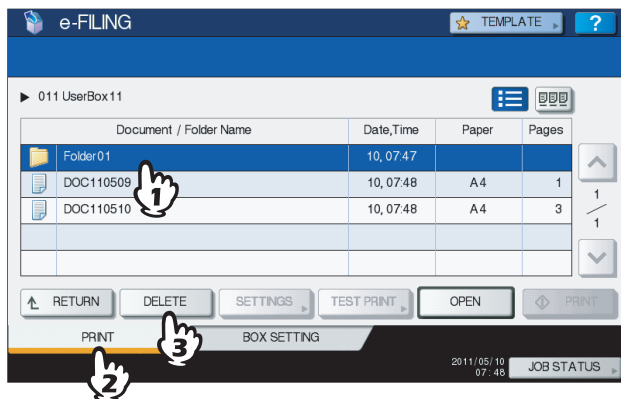 e-FILING
TEMPLATE
?
011 UserBox11
Document / Folder Name Date,Time Paper Pages
Folder01 10, 07:47
DOC110509 10, 07:48 A4 1
DOC110510 10, 07:48 A4 3
1
1
RETURN DELETE SETTINGS TEST PRINT OPEN PRINT
PRINT BOX SETTING
2011/05/10
07:48
JOB STATUS
1
2
3